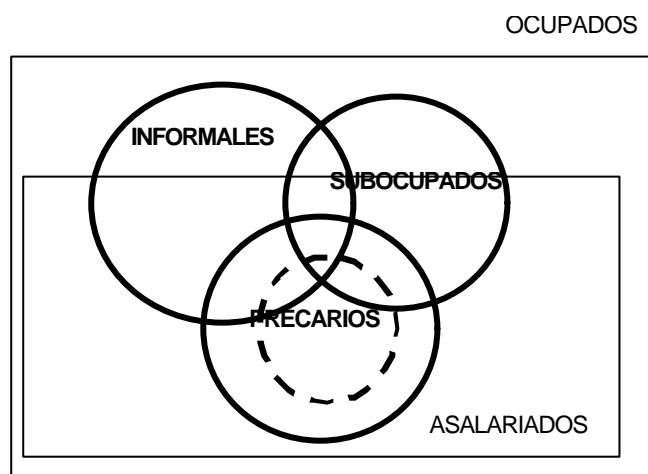 OCUPADOS
INFORMALES
SUBOCUPADOS
PRECARIOS
ASALARIADOS